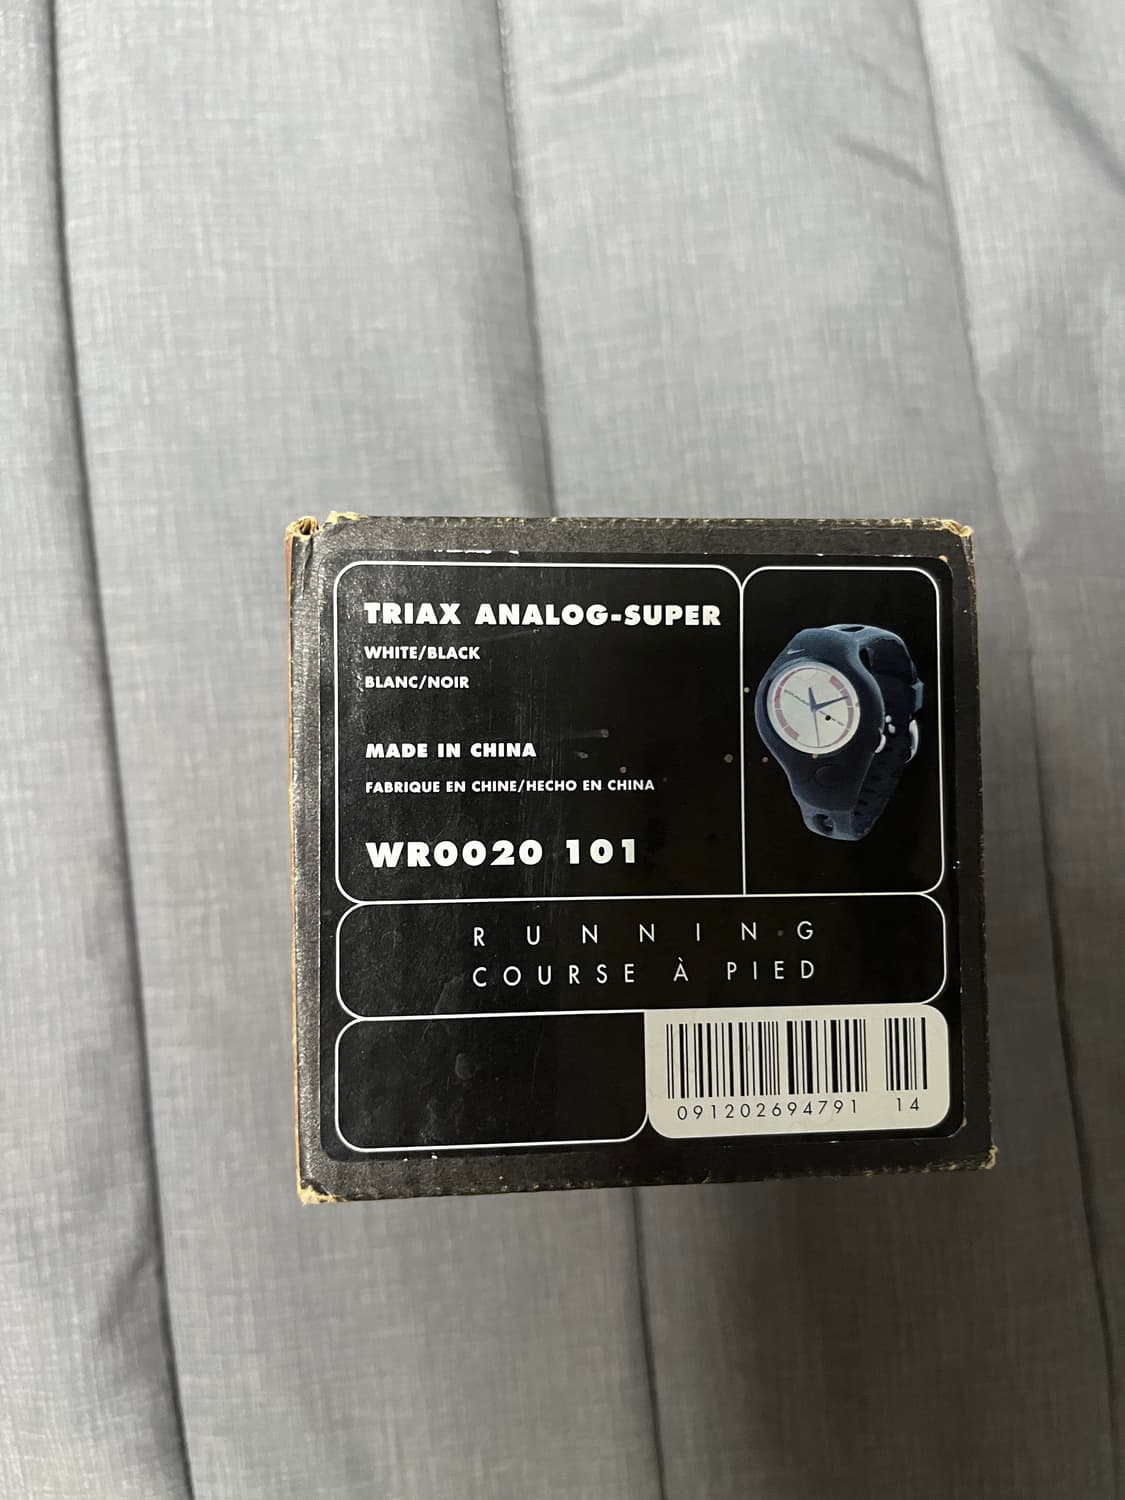 TRIAX ANALOG-SUPER
WHITE/BLACK
BLANC/NOIR
MADE IN CHINA
FABRIQUE EN CHINE/HECHO EN CHINA
WR0020 101
RUNNING
COURSE À PIED
091202694791 14